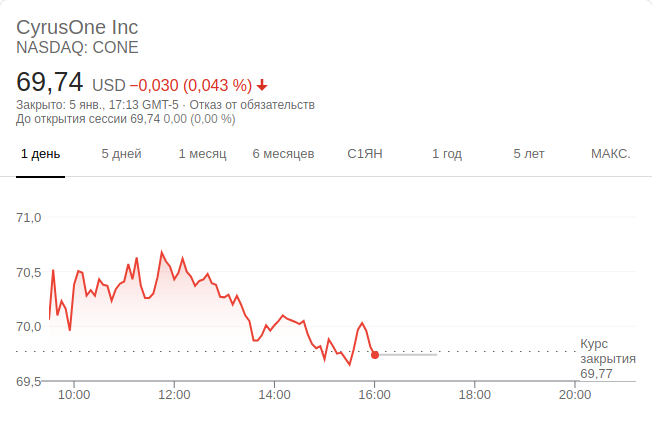 CyrusOne Inc
NASDAQ: CONE
69,74 USD −0,030 (0,043 %)
Закрыто: 5 янв., 17:13 GMT-5 · Отказ от обязательств
До открытия сессии 69,74 0,00 (0,00 %)
1 день 5 дней 1 месяц 6 месяцев С1ЯН 1 год 5 лет МАКС.
71,0
70,5
70,0
Курс
закрытия
69,77
69,5
10:00 12:00 14:00 16:00 18:00 20:00